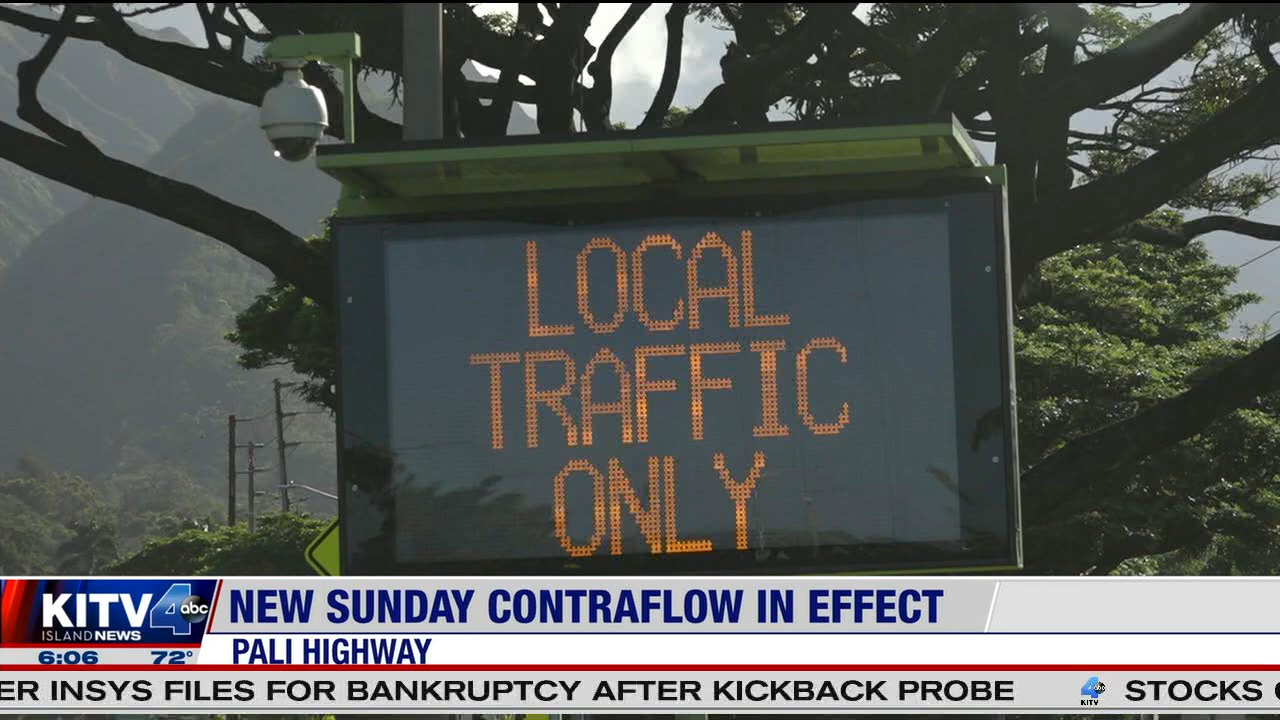 LOCAL
TRAFFIC
ONLY
KITV 4 abc
ISLAND NEWS
NEW SUNDAY CONTRAFLOW IN EFFECT
6:06 72°
PALI HIGHWAY
ER INSYS FILES FOR BANKRUPTCY AFTER KICKBACK PROBE 4 abc KITV STOCKS